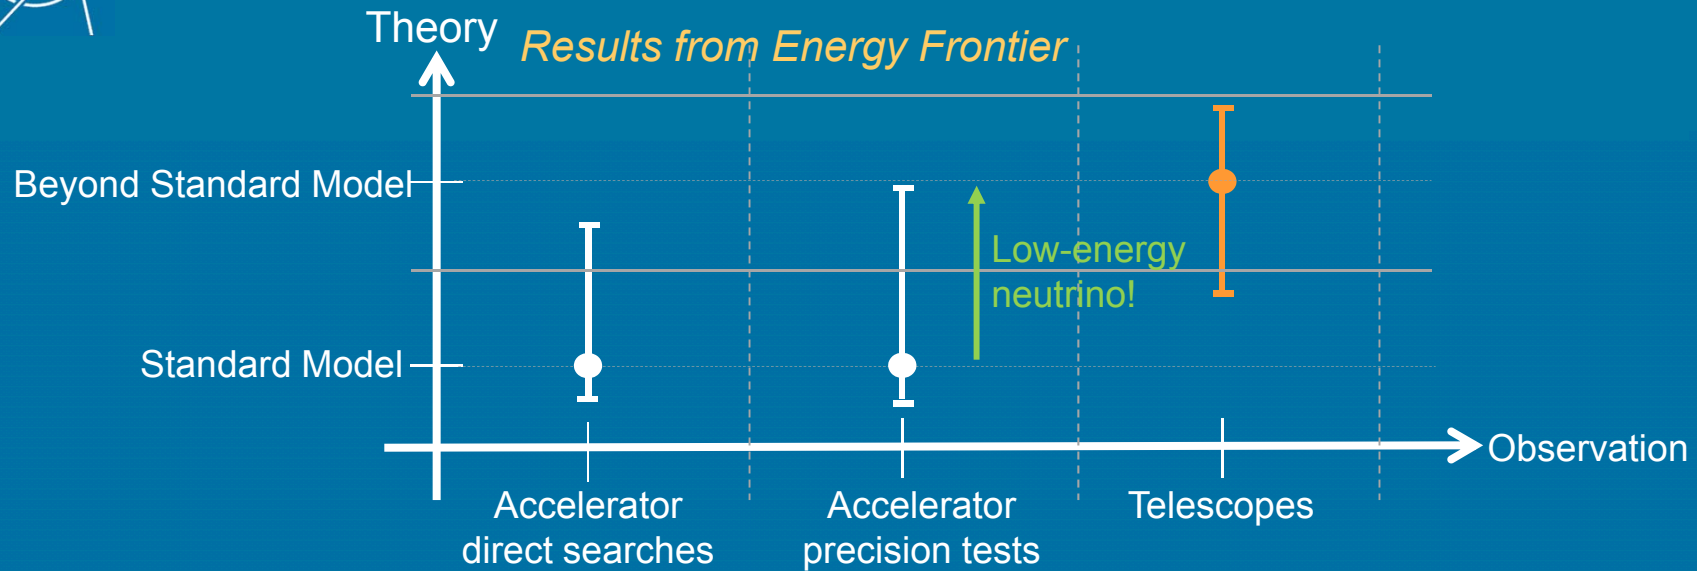 Theory
Results from Energy Frontier
Beyond Standard Model
Low-energy
neutrino!
Standard Model
Observation
Accelerator
direct searches
Accelerator
precision tests
Telescopes